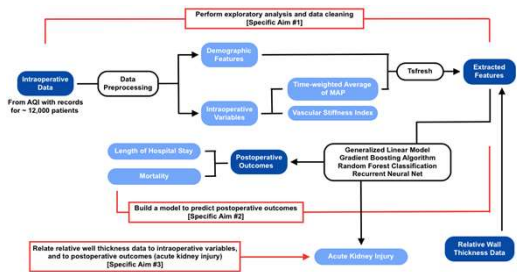 Perform exploratory analysis and data cleaning
[Specific Aim #1]
Demographic
Features
Intraoperative
Data
Data
Preprocessing
Tsfresh
Extracted
Features
From AQI with records
for ~ 12,000 patients
Intraoperative
Variables
Time-weighted Average
of MAP
Vascular Stiffness Index
Length of Hospital Stay
Mortality
Postoperative
Outcomes
Generalized Linear Model
Gradient Boosting Algorithm
Random Forest Classification
Recurrent Neural Net
Build a model to predict postoperative outcomes
[Specific Aim #2]
Relate relative well thickness data to intraoperative variables,
and to postoperative outcomes (acute kidney injury)
[Specific Aim #3]
Acute Kidney Injury
Relative Wall
Thickness Data